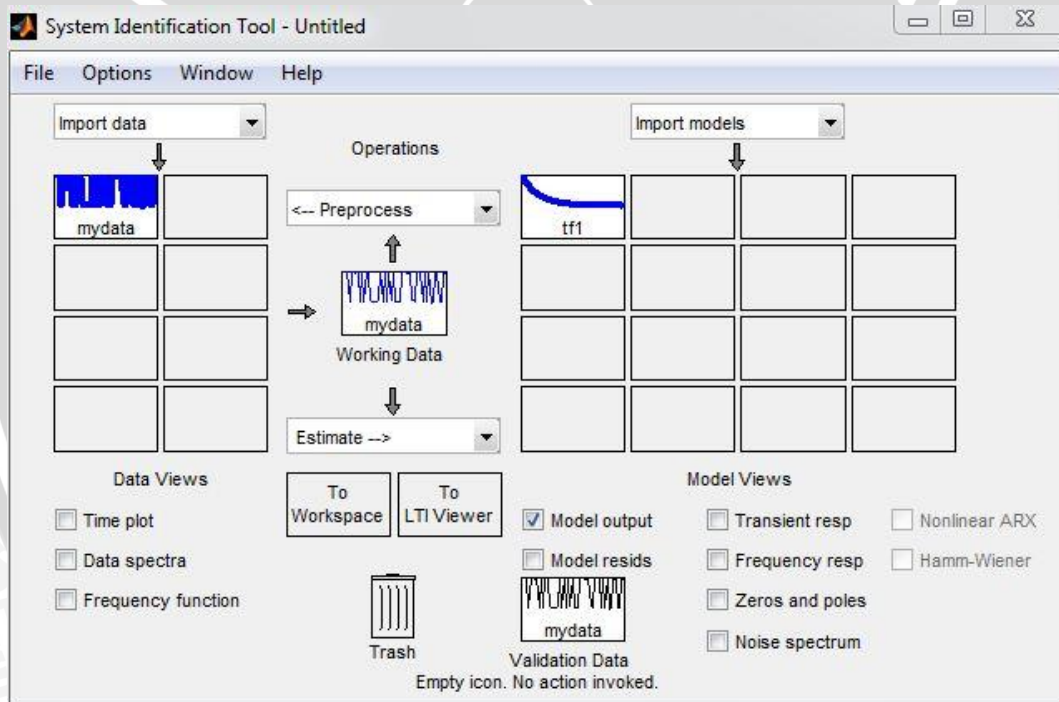 System Identification Tool - Untitled
File Options Window Help
Import data
Import models
Operations
<-- Preprocess
mydata
tf1
mydata
Working Data
Estimate -->
Data Views
Model Views
To Workspace
To LTI Viewer
Time plot
Data spectra
Frequency function
Model output
Transient resp
Nonlinear ARX
Model resids
Frequency resp
Hamm-Wiener
Zeros and poles
Noise spectrum
mydata
Trash
Validation Data
Empty icon. No action invoked.